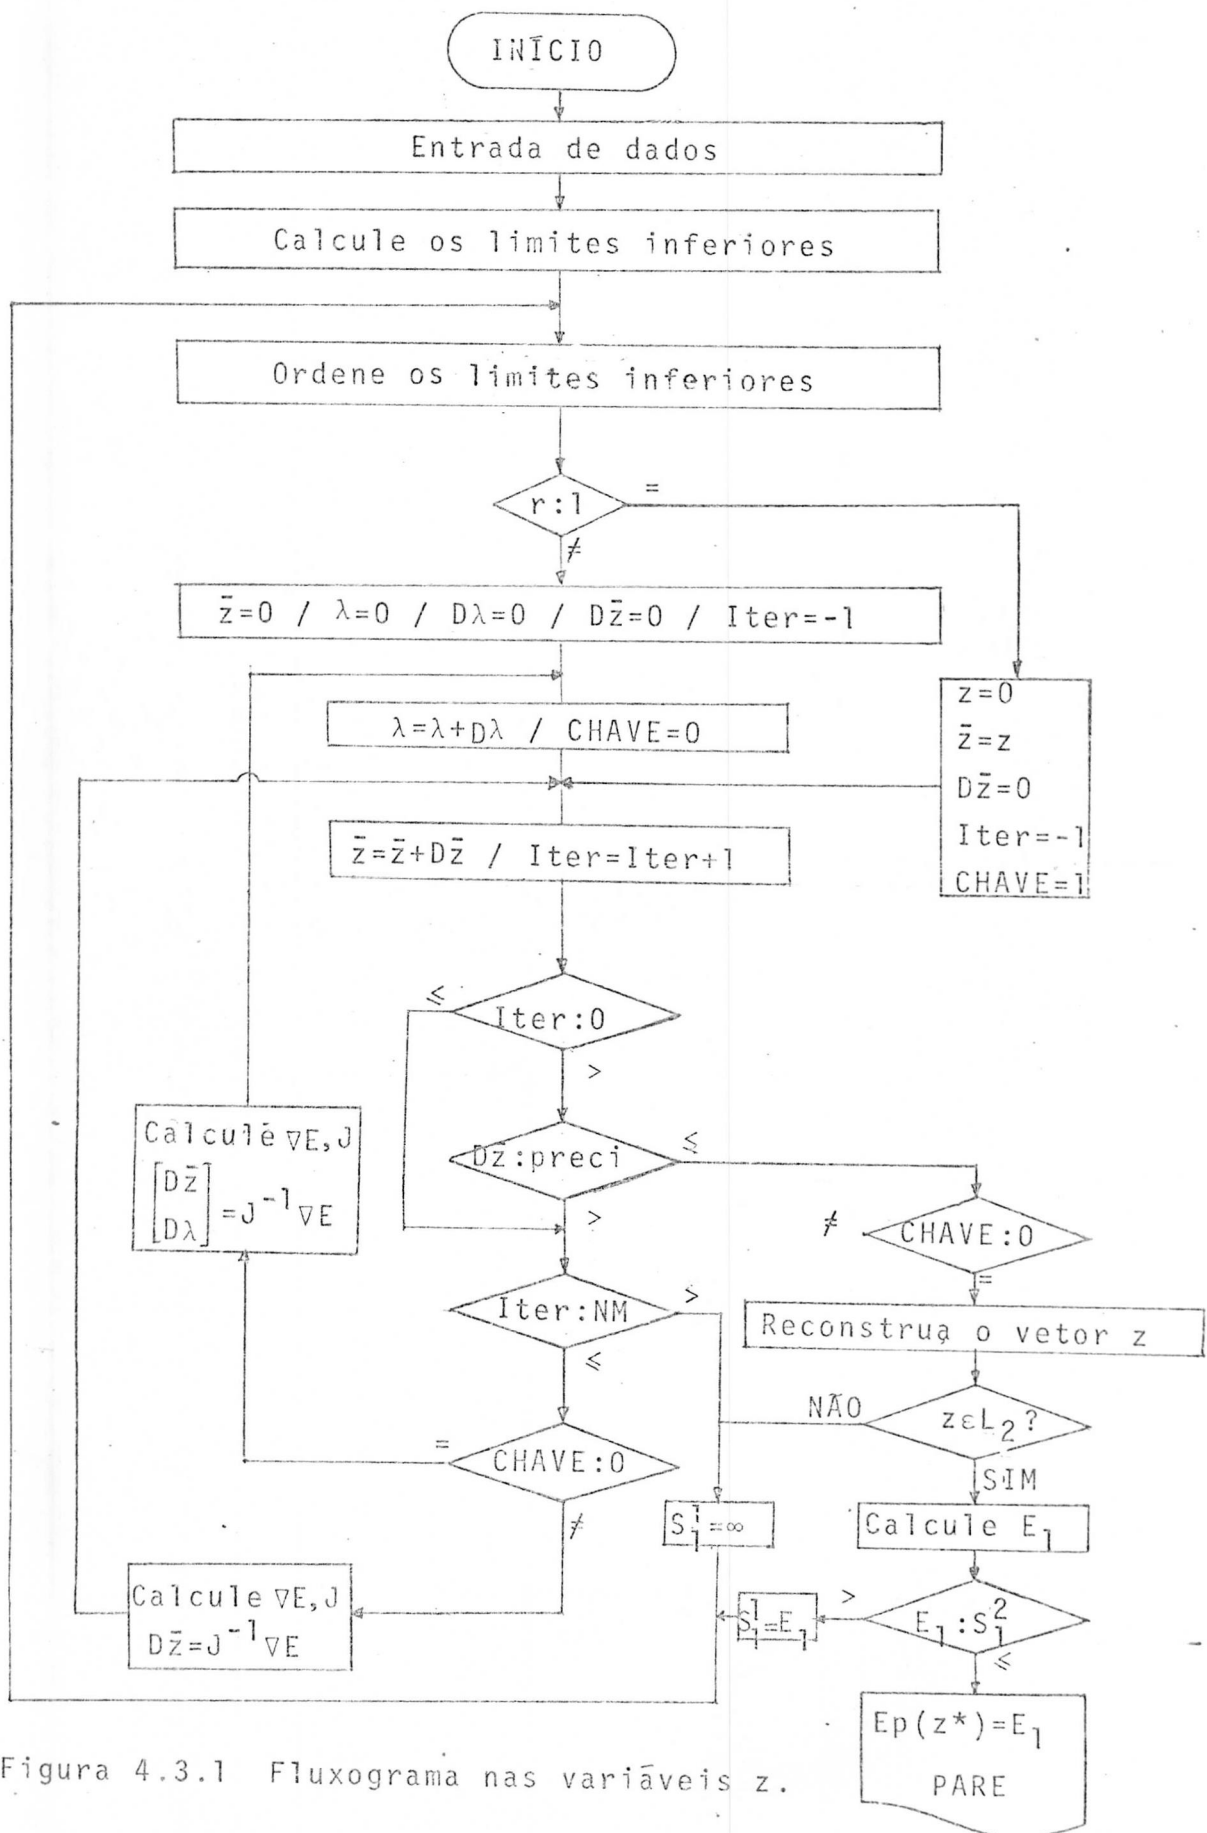 INÍCIO
Entrada de dados
Calcule os limites inferiores
Ordene os limites inferiores
r:1
=
≠
z̄=0 / λ=0 / Dλ=0 / Dz̄=0 / Iter=-1
z=0
z̄=z
Dz̄=0
Iter=-1
CHAVE=1
λ=λ+Dλ / CHAVE=0
z̄=z̄+Dz̄ / Iter=Iter+1
Iter:0
≤
>
Dz̄:preci
≤
>
Calcule ∇E,J
[Dz̄ Dλ] =J⁻¹∇E
CHAVE:0
≠
=
Iter:NM
>
≤
Reconstrua o vetor z
zεL₂?
NÃO
SIM
CHAVE:0
=
≠
S₁¹=∞
Calcule E₁
Calcule ∇E,J
Dz̄=J⁻¹∇E
S₁¹=E₁
>
E₁:S₁²
≤
Ep(z*)=E₁
PARE
Figura 4.3.1 Fluxograma nas variáveis z.